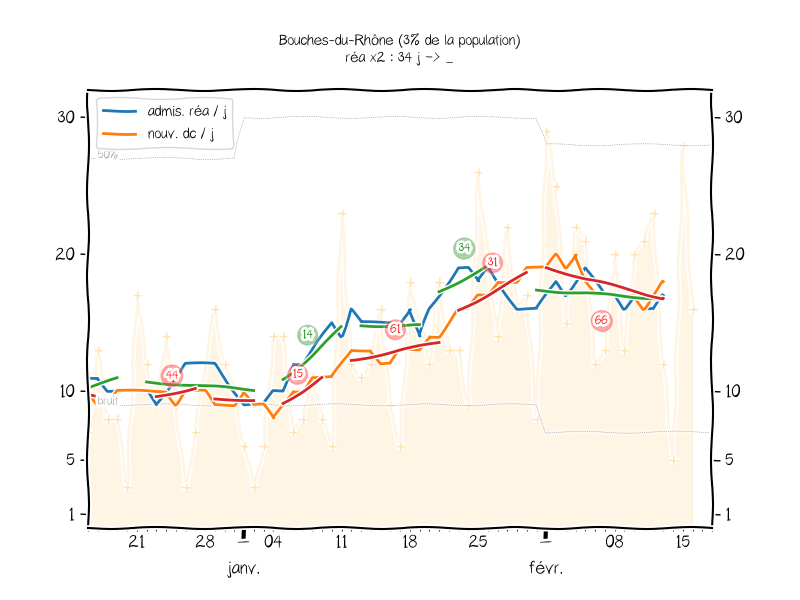 Bouches-du-Rhône (3% de la population)
réa x2 : 34 j -> _
admis. réa / j
nouv. dc / j
50%
bruit
30
20
10
5
1
30
20
10
5
1
44
14
15
61
34
31
66
21 28 1 04 11 18 25 1 08 15
janv. févr.